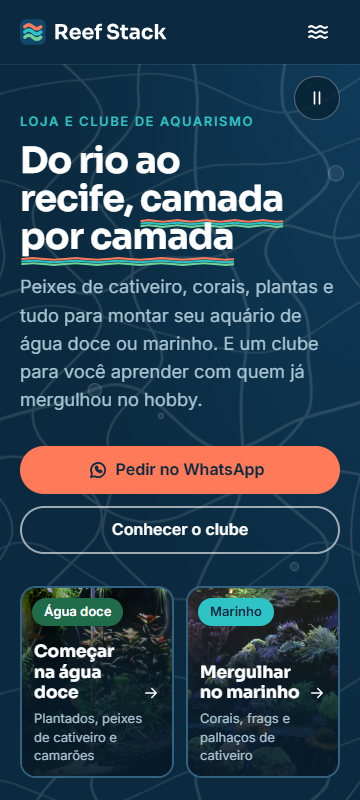 Reef Stack
LOJA E CLUBE DE AQUARISMO
Do rio ao
recife, camada
por camada
Peixes de cativeiro, corais, plantas e
tudo para montar seu aquário de
água doce ou marinho. E um clube
para você aprender com quem já
mergulhou no hobby.
Pedir no WhatsApp
Conhecer o clube
Água doce
Começar
na água
doce
Plantados, peixes
e corais e
camarões
Marinho
Mergulhar
no marinho
Corais, frags e
palhaços de
cativeiro